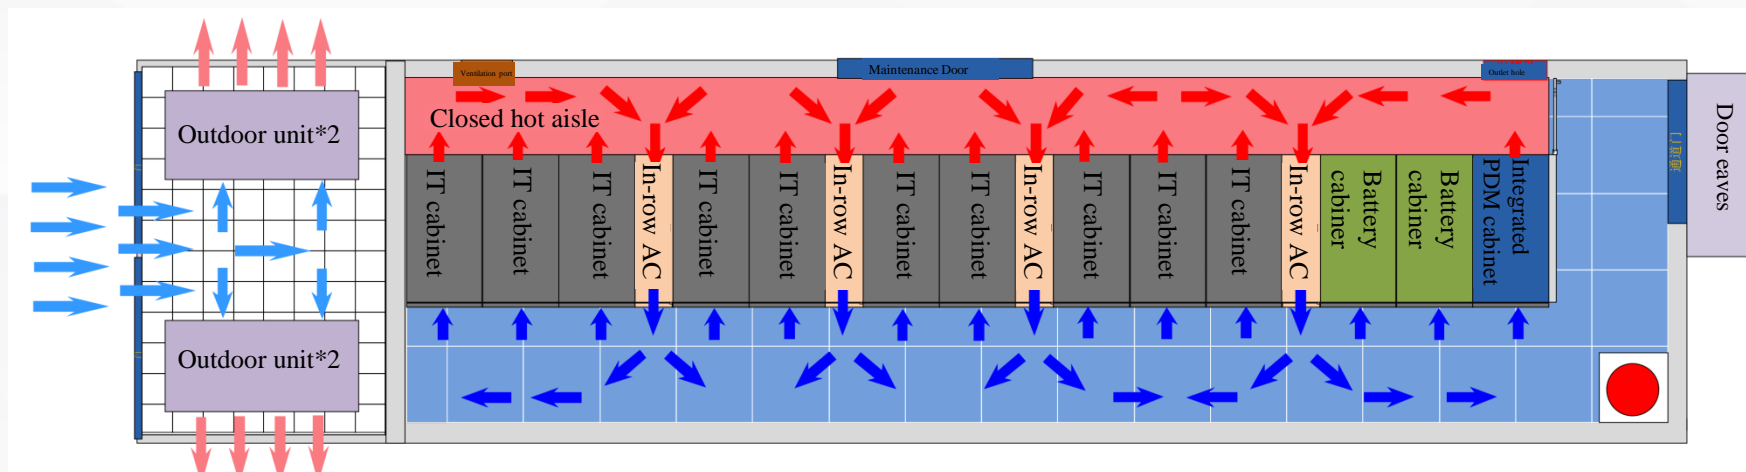 Ventilation port
Maintenance Door
Outlet hole
Closed hot aisle
Outdoor unit*2
Outdoor unit*2
IT cabinet
IT cabinet
IT cabinet
In-row AC
IT cabinet
IT cabinet
In-row AC
IT cabinet
IT cabinet
In-row AC
IT cabinet
IT cabinet
IT cabinet
In-row AC
Battery
cabiner
Battery
cabiner
Integrated
PDM cabinet
Door eaves